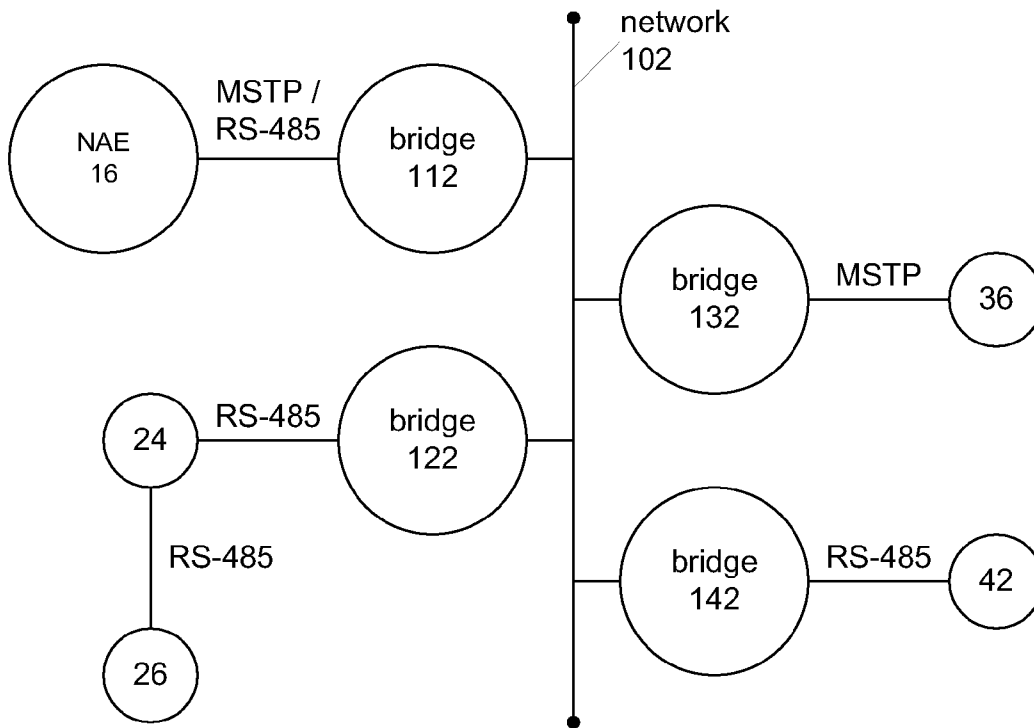 network
102
MSTP /
RS-485
NAE
16
bridge
112
bridge
132
MSTP
36
24
RS-485
bridge
122
RS-485
26
bridge
142
RS-485
42